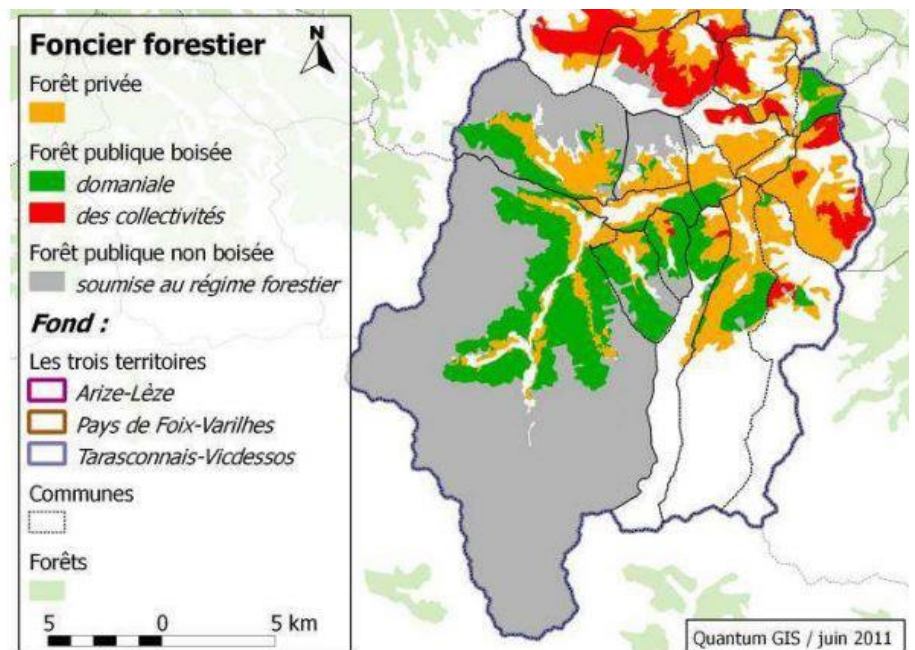 Foncier forestier
N
Forêt privée
Forêt publique boisée
domaniale
des collectivités
Forêt publique non boisée
soumise au régime forestier
Fond :
Les trois territoires
Arize-Lèze
Pays de Foix-Varilhes
Tarasconnais-Vicdessos
Communes
Forêts
5 0 5 km
Quantum GIS / juin 2011